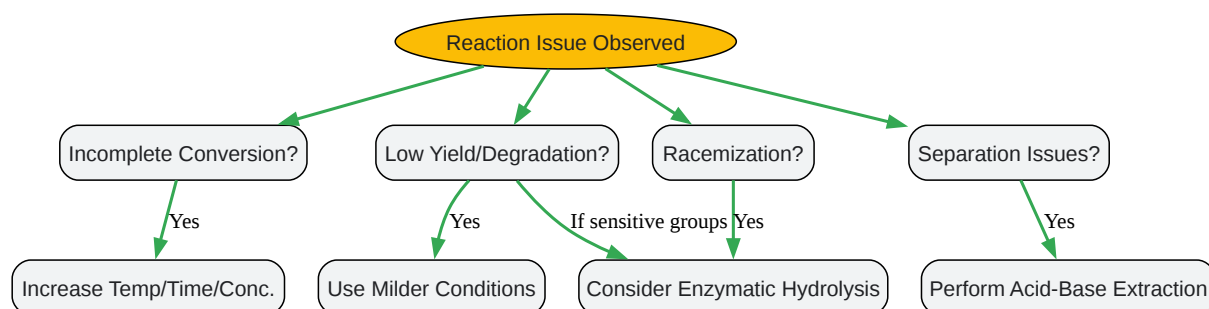 Reaction Issue Observed
Incomplete Conversion?
Low Yield/Degradation?
Racemization?
Separation Issues?
Yes
Yes
If sensitive groups
Yes
Yes
Increase Temp/Time/Conc.
Use Milder Conditions
Consider Enzymatic Hydrolysis
Perform Acid-Base Extraction